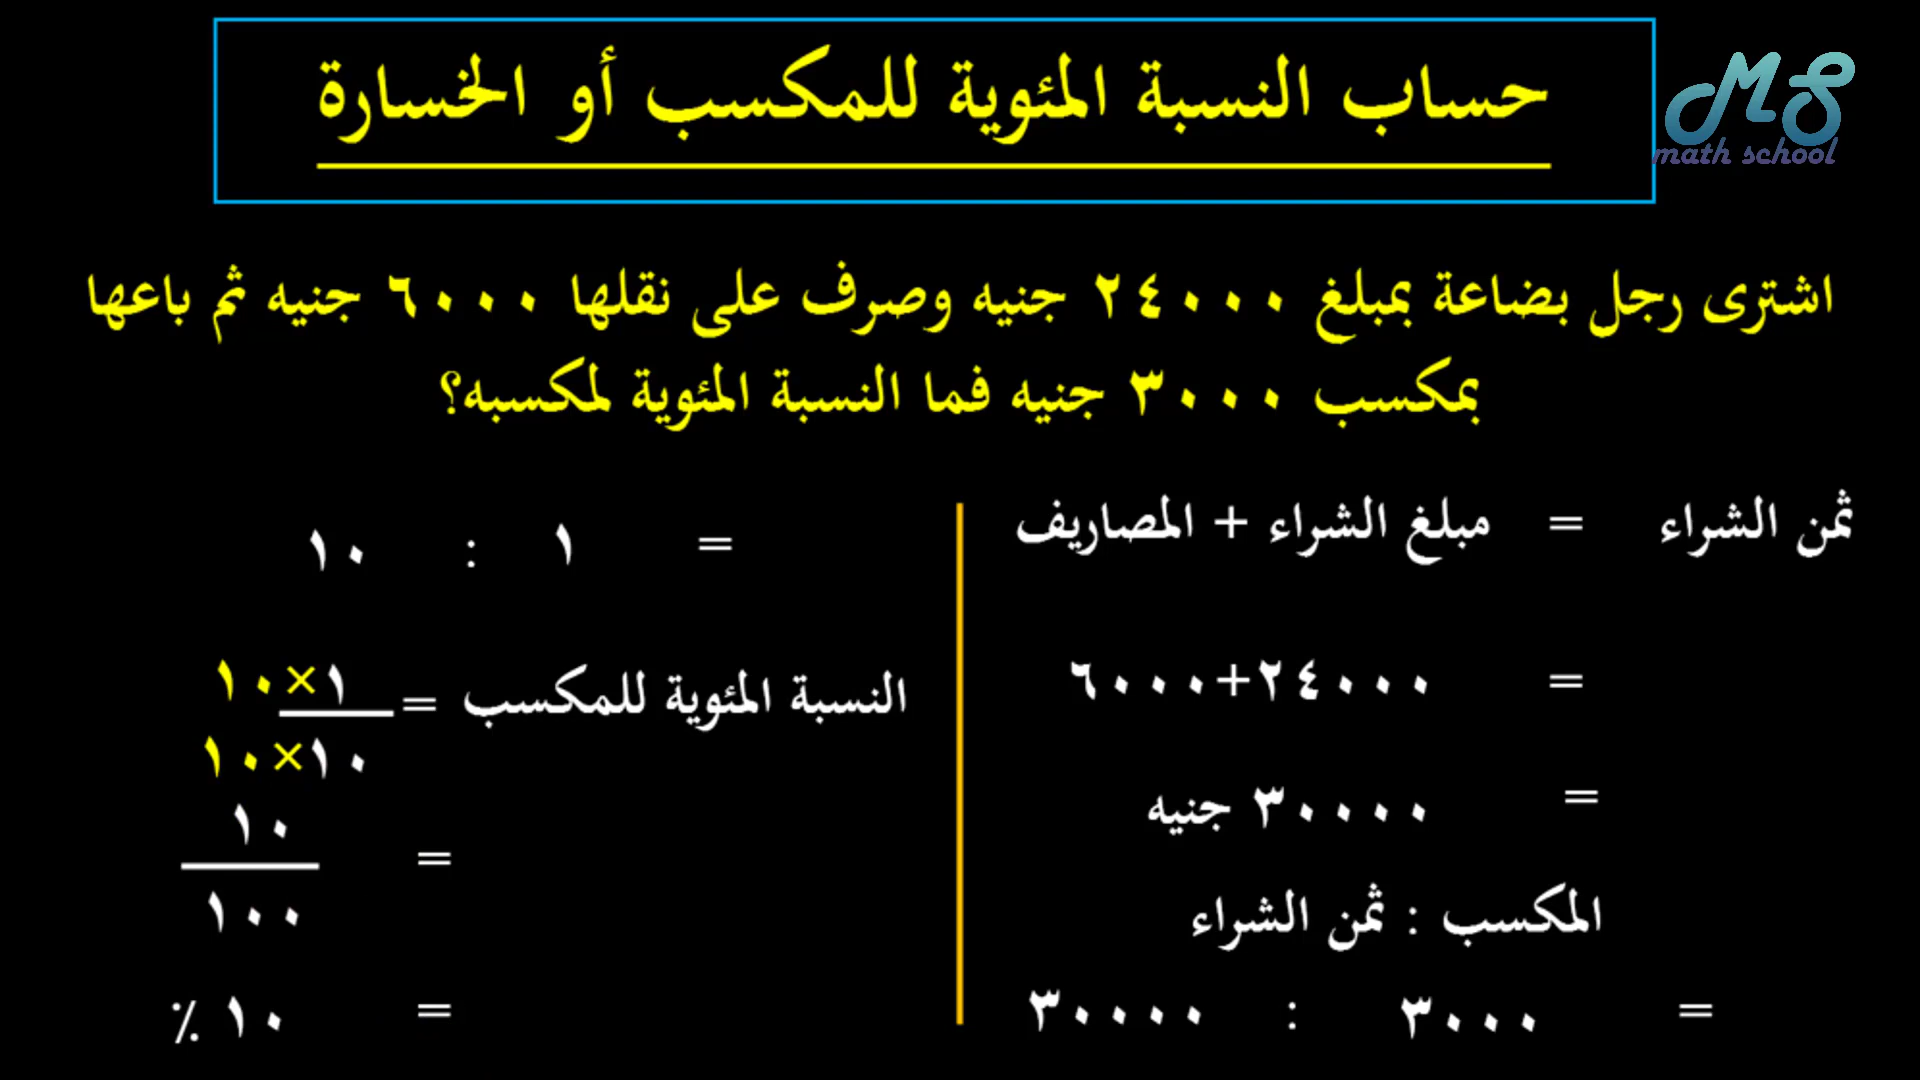 حساب النسبة المئوية للمكسب أو الخسارة
MS
math school
اشترى رجل بضاعة بمبلغ ٢٤٠٠٠ جنيه وصرف على نقلها ٦٠٠٠ جنيه ثم باعها
بمكسب ٣٠٠٠ جنيه فما النسبة المئوية لمكسبه؟
ثمن الشراء = مبلغ الشراء + المصاريف
= ٢٤٠٠٠+٦٠٠٠
= ٣٠٠٠٠ جنيه
المكسب : ثمن الشراء
= ٣٠٠٠ : ٣٠٠٠٠
= ١ : ١٠
النسبة المئوية للمكسب = ١×١٠
١٠×١٠
= ١٠
١٠٠
= ١٠ ٪